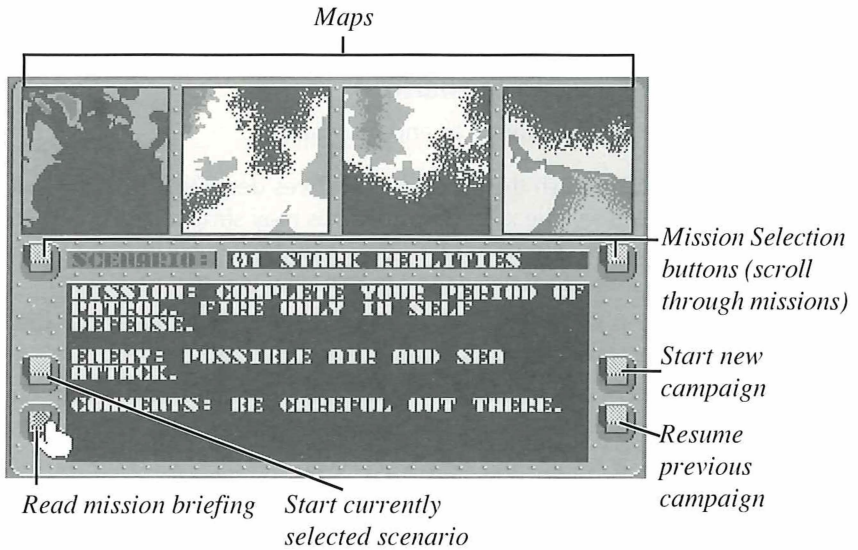 Maps
SCENARIO: 01 STARK REALITIES
MISSION: COMPLETE YOUR PERIOD OF
PATROL. FIRE ONLY IN SELF
DEFENSE.
ENEMY: POSSIBLE AIR AND SEA
ATTACK.
COMMENTS: BE CAREFUL OUT THERE.
Mission Selection
buttons (scroll
through missions)
Start new
campaign
Resume
previous
campaign
Read mission briefing
Start currently
selected scenario